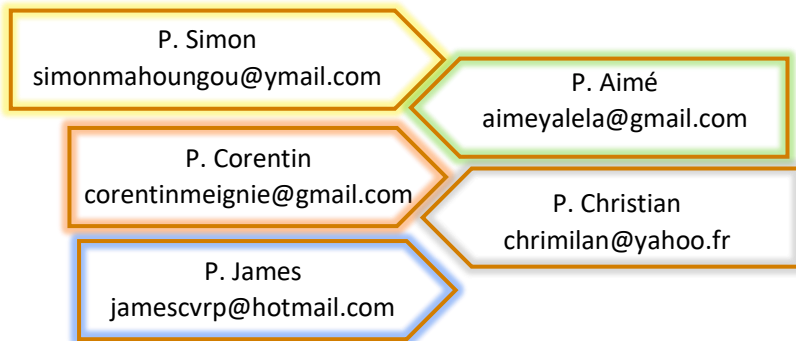 P. Simon
simonmahoungou@ymail.com
P. Aimé
aimeyalela@gmail.com
P. Corentin
corentinmeignie@gmail.com
P. Christian
chrimilan@yahoo.fr
P. James
jamescvrp@hotmail.com